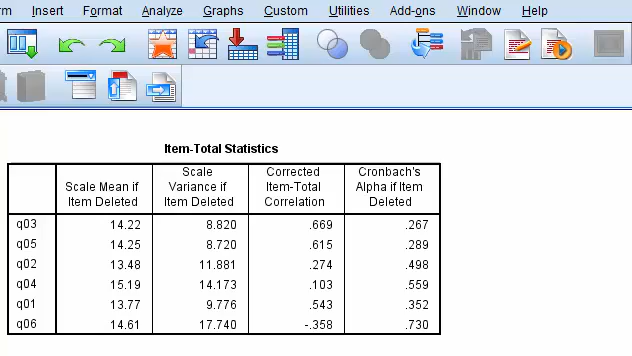 rm Insert Format Analyze Graphs Custom Utilities Add-ons Window Help
Item-Total Statistics
Scale Mean if Item Deleted
Scale Variance if Item Deleted
Corrected Item-Total Correlation
Cronbach's Alpha if Item Deleted
q03 14.22 8.820 .669 .267
q05 14.25 8.720 .615 .289
q02 13.48 11.881 .274 .498
q04 15.19 14.173 .103 .559
q01 13.77 9.776 .543 .352
q06 14.61 17.740 -.358 .730